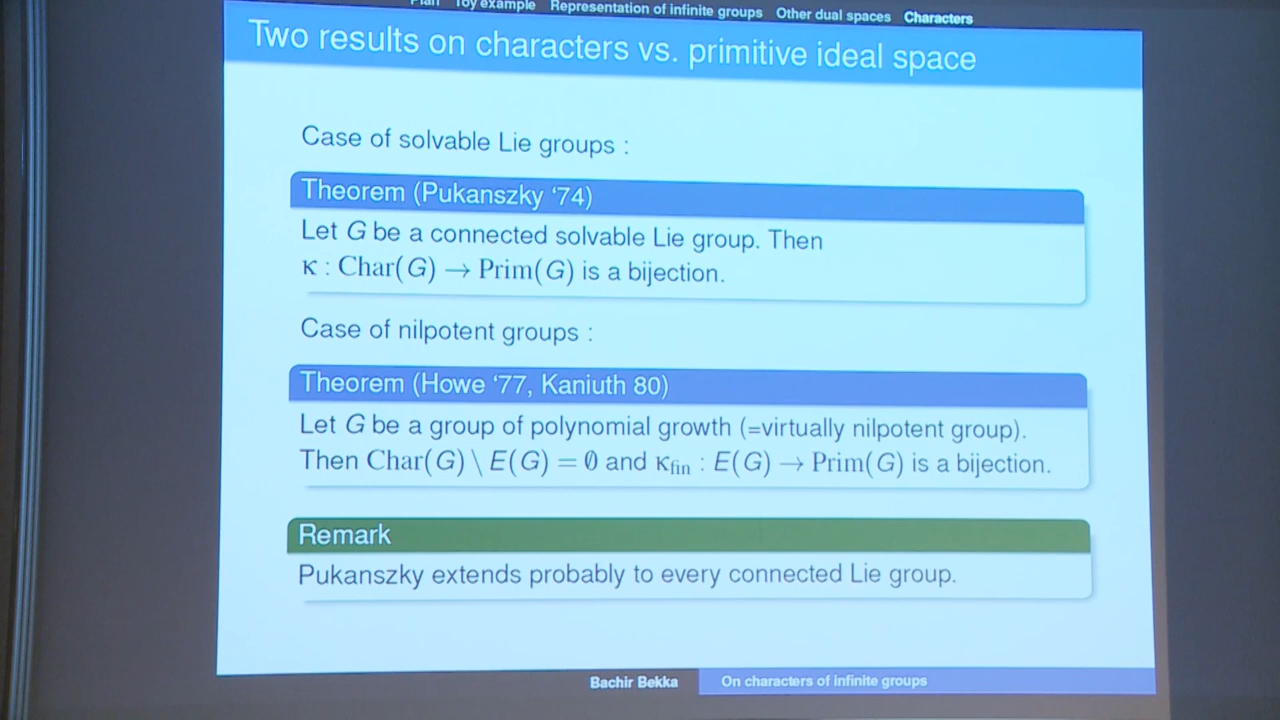 Plan Toy example Representation of infinite groups Other dual spaces Characters
Two results on characters vs. primitive ideal space
Case of solvable Lie groups :
Theorem (Pukanszky ‘74)
Let G be a connected solvable Lie group. Then
κ : Char(G) → Prim(G) is a bijection.
Case of nilpotent groups :
Theorem (Howe ‘77, Kaniuth 80)
Let G be a group of polynomial growth (=virtually nilpotent group).
Then Char(G) \ E(G) = ∅ and κfin : E(G) → Prim(G) is a bijection.
Remark
Pukanszky extends probably to every connected Lie group.
Bachir Bekka On characters of infinite groups